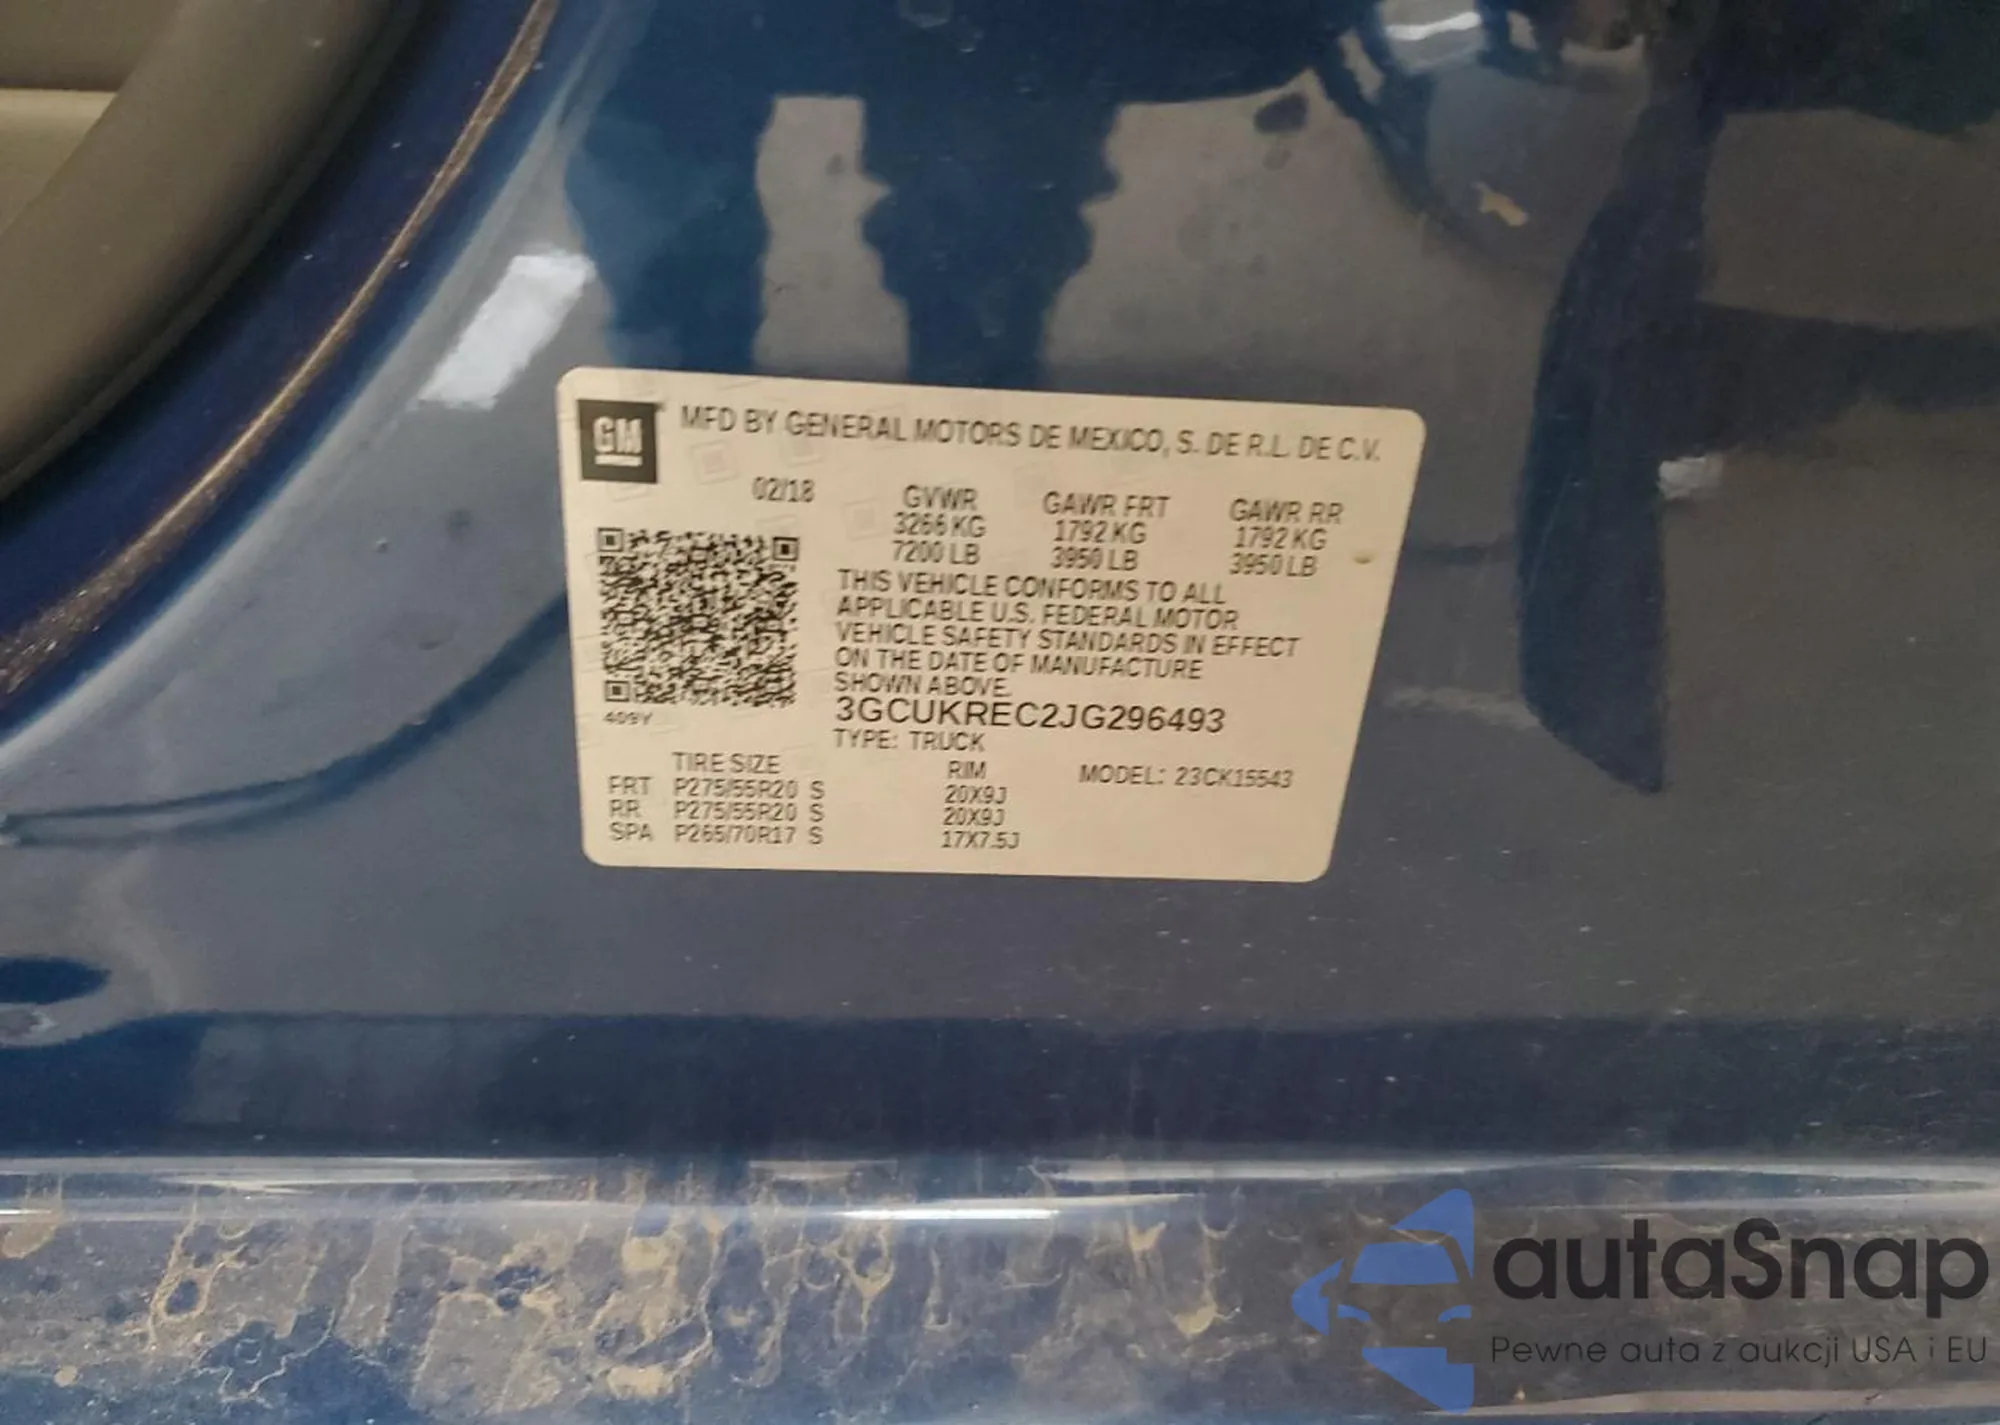 GM
MFD BY GENERAL MOTORS DE MEXICO, S. DE R.L. DE C.V.
02/18 GVWR GAWR FRT GAWR RR
3266 KG 1792 KG 1792 KG
7200 LB 3950 LB 3950 LB
THIS VEHICLE CONFORMS TO ALL
APPLICABLE U.S. FEDERAL MOTOR
VEHICLE SAFETY STANDARDS IN EFFECT
ON THE DATE OF MANUFACTURE
SHOWN ABOVE.
3GCUKREC2JG296493
409Y
TYPE: TRUCK
TIRE SIZE RIM MODEL: 23CK15543
FRT P275/55R20 S 20X9J
RR P275/55R20 S 20X9J
SPA P265/70R17 S 17X7.5J
autaSnap
Pewne auta z aukcji USA i EU